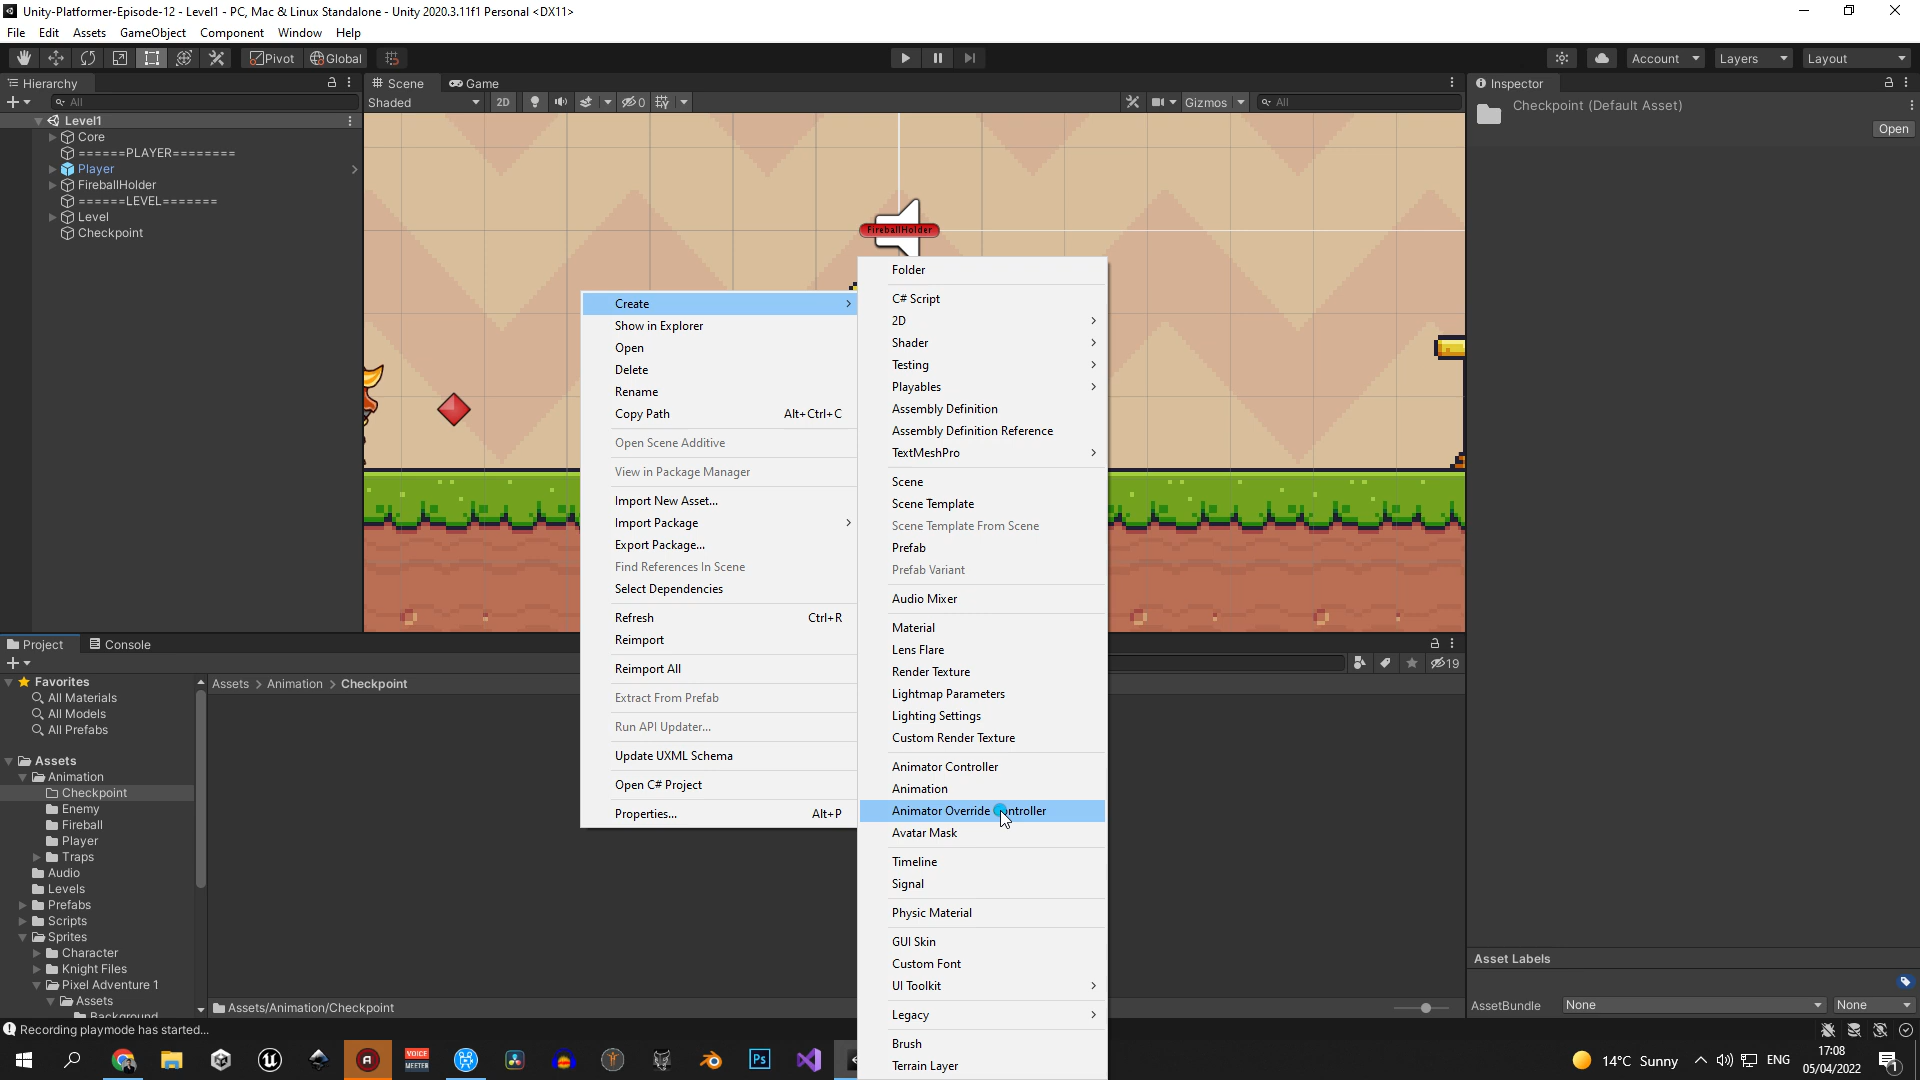 Unity-Platformer-Episode-12 - Level1 - PC, Mac & Linux Standalone - Unity 2020.3.11f1 Personal <DX11>
File Edit Assets GameObject Component Window Help
Pivot Global Account Layers Layout
Hierarchy
All
Level1
Core
======PLAYER========
Player
FireballHolder
======LEVEL=======
Level
Checkpoint
Scene Game
Shaded 2D 0 Gizmos All
FireballHolder
Inspector
Checkpoint (Default Asset)
Open
Create
Show in Explorer
Open
Delete
Rename
Copy Path Alt+Ctrl+C
Open Scene Additive
View in Package Manager
Import New Asset...
Import Package
Export Package...
Find References In Scene
Select Dependencies
Refresh Ctrl+R
Reimport
Reimport All
Extract From Prefab
Run API Updater...
Update UXML Schema
Open C# Project
Properties... Alt+P
Folder
C# Script
2D
Shader
Testing
Playables
Assembly Definition
Assembly Definition Reference
TextMeshPro
Scene
Scene Template
Scene Template From Scene
Prefab
Prefab Variant
Audio Mixer
Material
Lens Flare
Render Texture
Lightmap Parameters
Lighting Settings
Custom Render Texture
Animator Controller
Animation
Animator Override Controller
Avatar Mask
Timeline
Signal
Physic Material
GUI Skin
Custom Font
UI Toolkit
Legacy
Brush
Terrain Layer
Project Console
19
Favorites
All Materials
All Models
All Prefabs
Assets
Animation
Checkpoint
Enemy
Fireball
Player
Traps
Audio
Levels
Prefabs
Scripts
Sprites
Character
Knight Files
Pixel Adventure 1
Assets
Background
Assets > Animation > Checkpoint
Assets/Animation/Checkpoint
Asset Labels
AssetBundle None None
Recording playmode has started...
VOICE
MEETER
Ps
14°C Sunny
ENG
17:08
05/04/2022
1